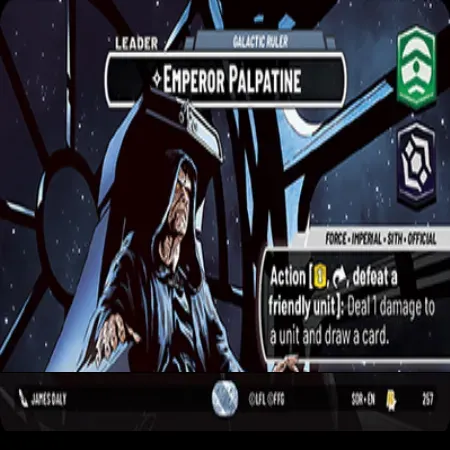 LEADER
GALACTIC RULER
EMPEROR PALPATINE
FORCE • IMPERIAL • SITH • OFFICIAL
Action [1, , defeat a
friendly unit]: Deal 1 damage to
a unit and draw a card.
JAMES DALY
©LFL ©FFG
SOR • EN
257